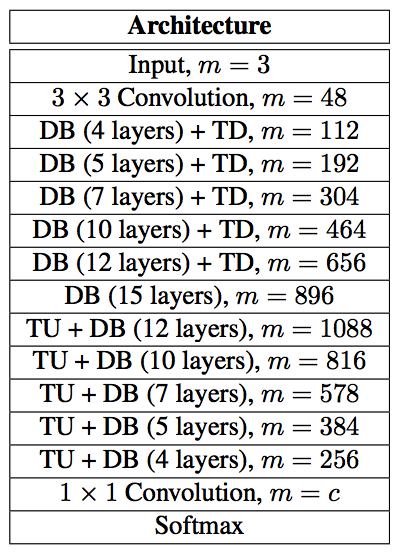 Architecture
Input, m = 3
3 × 3 Convolution, m = 48
DB (4 layers) + TD, m = 112
DB (5 layers) + TD, m = 192
DB (7 layers) + TD, m = 304
DB (10 layers) + TD, m = 464
DB (12 layers) + TD, m = 656
DB (15 layers), m = 896
TU + DB (12 layers), m = 1088
TU + DB (10 layers), m = 816
TU + DB (7 layers), m = 578
TU + DB (5 layers), m = 384
TU + DB (4 layers), m = 256
1 × 1 Convolution, m = c
Softmax